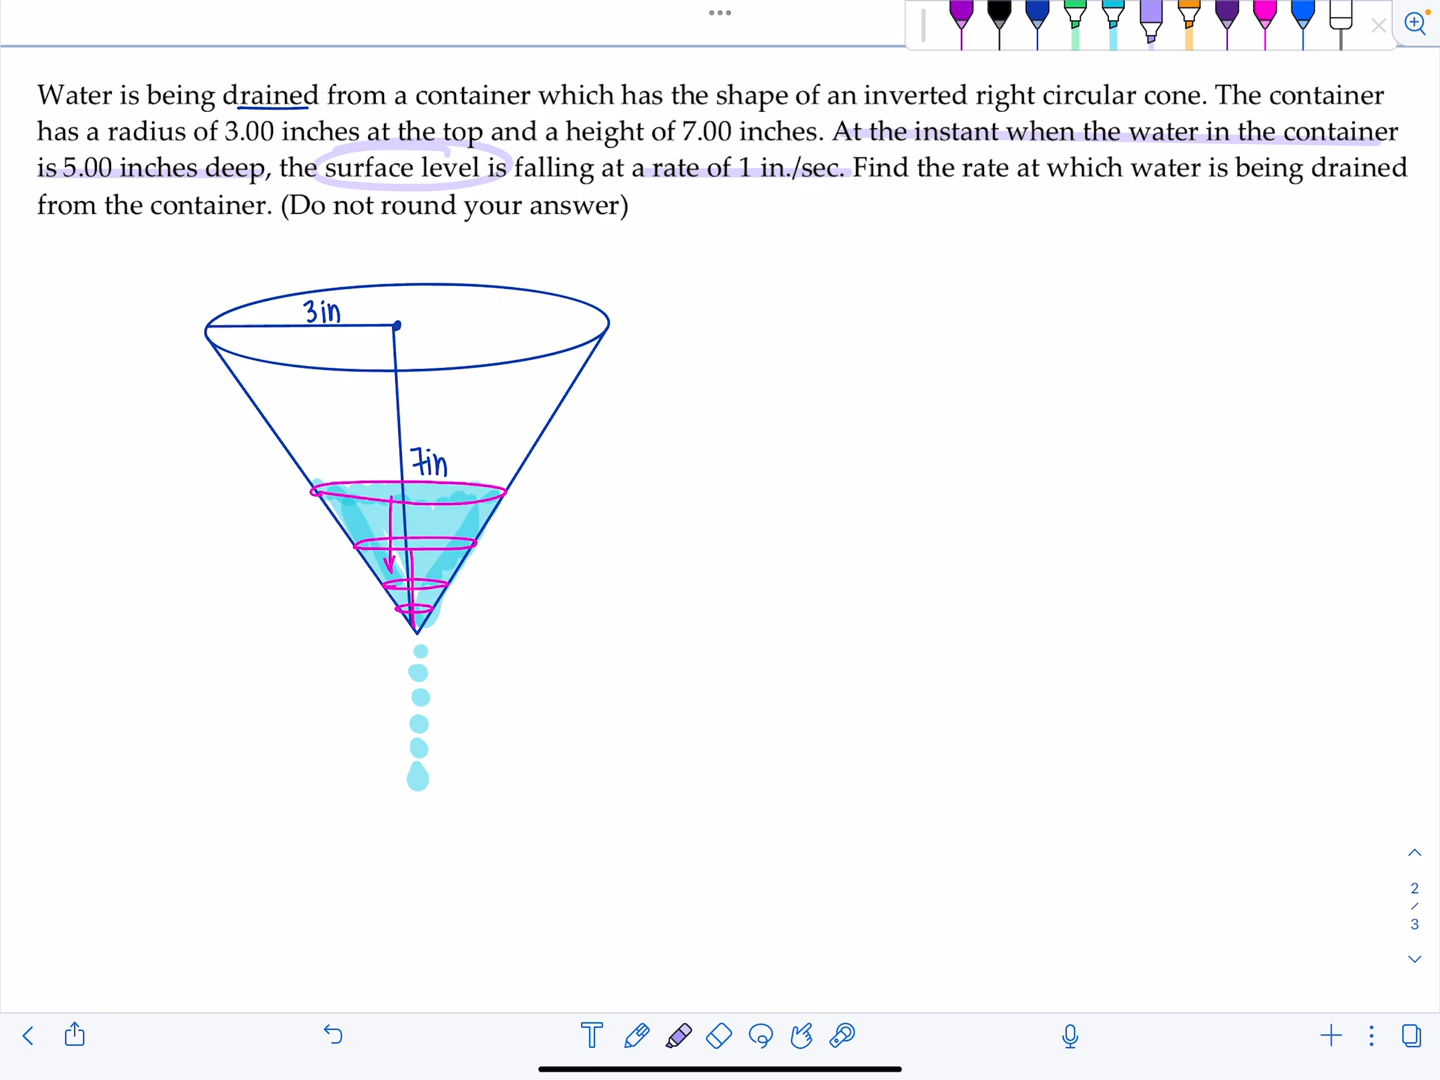 Water is being drained from a container which has the shape of an inverted right circular cone. The container
has a radius of 3.00 inches at the top and a height of 7.00 inches. At the instant when the water in the container
is 5.00 inches deep, the surface level is falling at a rate of 1 in./sec. Find the rate at which water is being drained
from the container. (Do not round your answer)
3in
7in
2
/
3
T